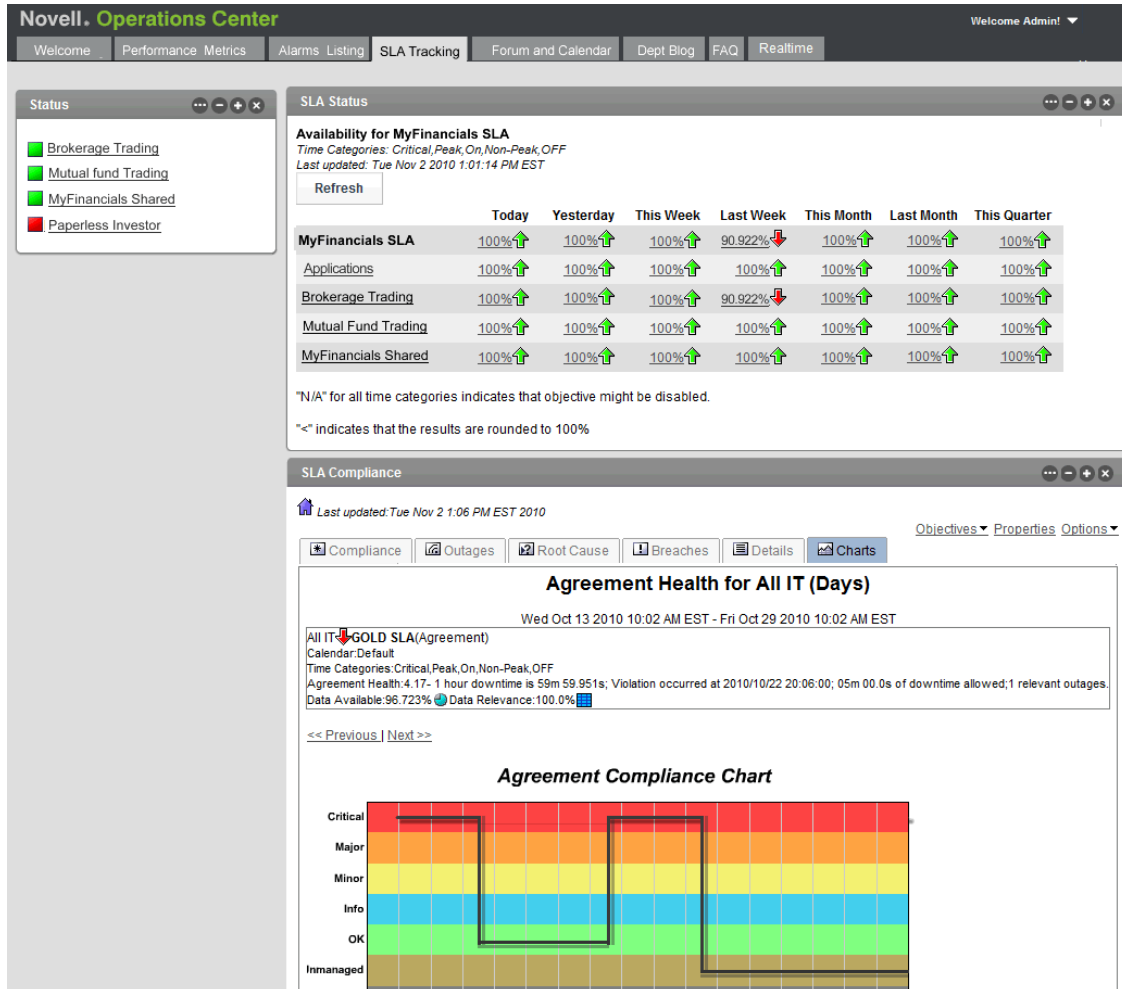 Novell. Operations Center
Welcome Admin!
Welcome Performance Metrics Alarms Listing SLA Tracking Forum and Calendar Dept Blog FAQ Realtime
Status
Brokerage Trading
Mutual fund Trading
MyFinancials Shared
Paperless Investor
SLA Status
Availability for MyFinancials SLA
Time Categories: Critical,Peak,On,Non-Peak,OFF
Last updated: Tue Nov 2 2010 1:01:14 PM EST
Refresh
Today Yesterday This Week Last Week This Month Last Month This Quarter
MyFinancials SLA 100% 100% 100% 90.922% 100% 100% 100%
Applications 100% 100% 100% 100% 100% 100% 100%
Brokerage Trading 100% 100% 100% 90.922% 100% 100% 100%
Mutual Fund Trading 100% 100% 100% 100% 100% 100% 100%
MyFinancials Shared 100% 100% 100% 100% 100% 100% 100%
"N/A" for all time categories indicates that objective might be disabled.
"<" indicates that the results are rounded to 100%
SLA Compliance
Last updated:Tue Nov 2 1:06 PM EST 2010
Objectives Properties Options
Compliance Outages Root Cause Breaches Details Charts
Agreement Health for All IT (Days)
Wed Oct 13 2010 10:02 AM EST - Fri Oct 29 2010 10:02 AM EST
All IT GOLD SLA(Agreement)
Calendar:Default
Time Categories:Critical,Peak,On,Non-Peak,OFF
Agreement Health:4.17- 1 hour downtime is 59m 59.951s; Violation occurred at 2010/10/22 20:06:00; 05m 00.0s of downtime allowed;1 relevant outages.
Data Available:96.723% Data Relevance:100.0%
<< Previous | Next >>
Agreement Compliance Chart
Critical
Major
Minor
Info
OK
Inmanaged